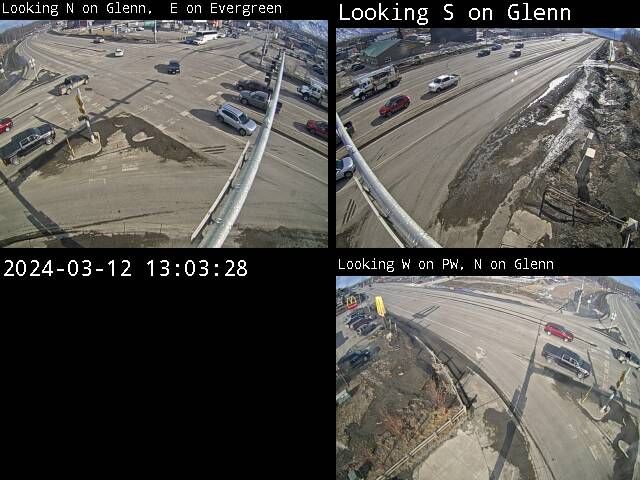 Looking N on Glenn,  E on Evergreen
Looking S on Glenn
2024-03-12 13:03:28
Looking W on PW, N on Glenn